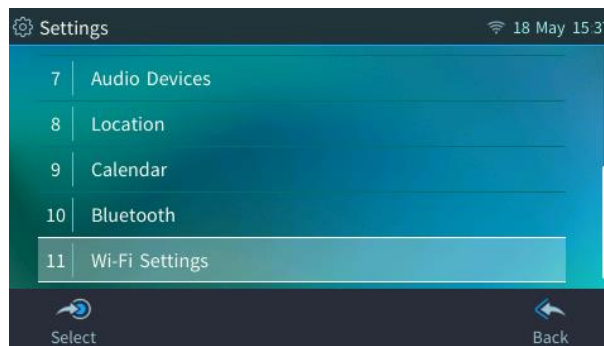 Settings 18 May 15:3
7 Audio Devices
8 Location
9 Calendar
10 Bluetooth
11 Wi-Fi Settings
Select Back